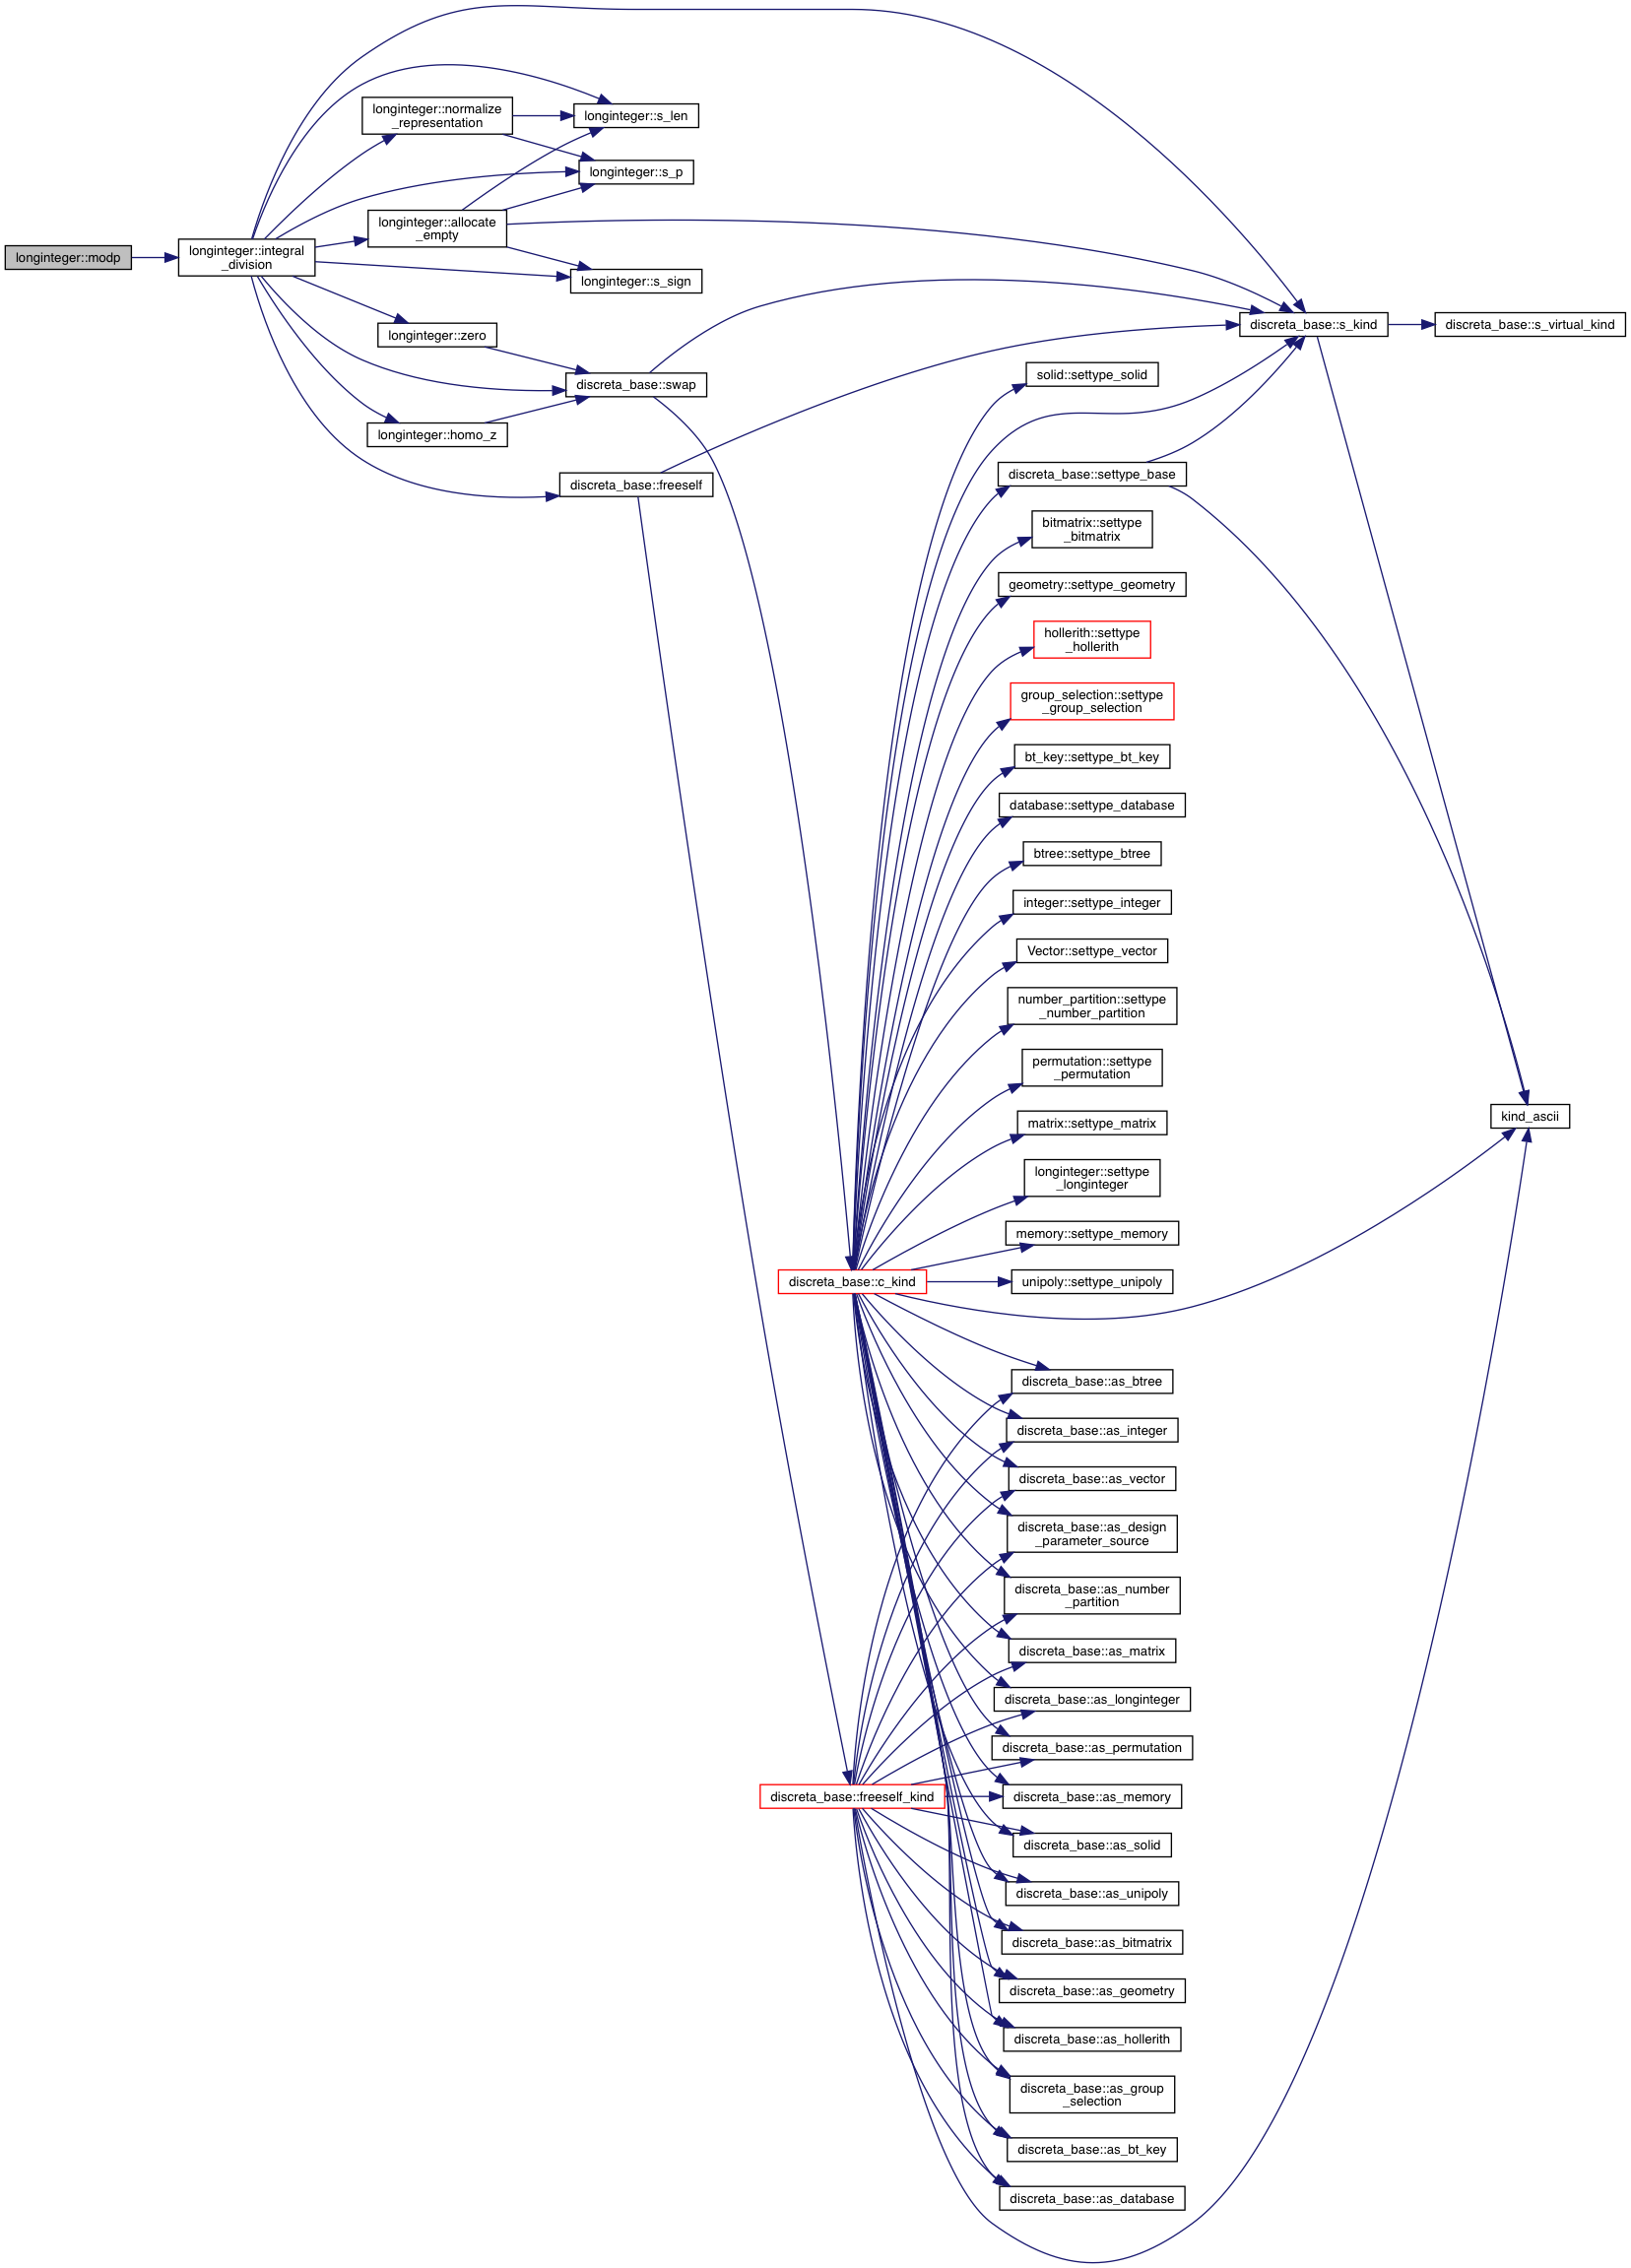 longinteger::modp
longinteger::integral
_division
longinteger::normalize
_representation
longinteger::allocate
_empty
longinteger::zero
longinteger::homo_z
longinteger::s_len
longinteger::s_p
longinteger::s_sign
discreta_base::swap
discreta_base::freeself
discreta_base::c_kind
discreta_base::freeself_kind
solid::settype_solid
discreta_base::settype_base
bitmatrix::settype
_bitmatrix
geometry::settype_geometry
hollerith::settype
_hollerith
group_selection::settype
_group_selection
bt_key::settype_bt_key
database::settype_database
btree::settype_btree
integer::settype_integer
Vector::settype_vector
number_partition::settype
_number_partition
permutation::settype
_permutation
matrix::settype_matrix
longinteger::settype
_longinteger
memory::settype_memory
unipoly::settype_unipoly
discreta_base::as_btree
discreta_base::as_integer
discreta_base::as_vector
discreta_base::as_design
_parameter_source
discreta_base::as_number
_partition
discreta_base::as_matrix
discreta_base::as_longinteger
discreta_base::as_permutation
discreta_base::as_memory
discreta_base::as_solid
discreta_base::as_unipoly
discreta_base::as_bitmatrix
discreta_base::as_geometry
discreta_base::as_hollerith
discreta_base::as_group
_selection
discreta_base::as_bt_key
discreta_base::as_database
discreta_base::s_kind
discreta_base::s_virtual_kind
kind_ascii